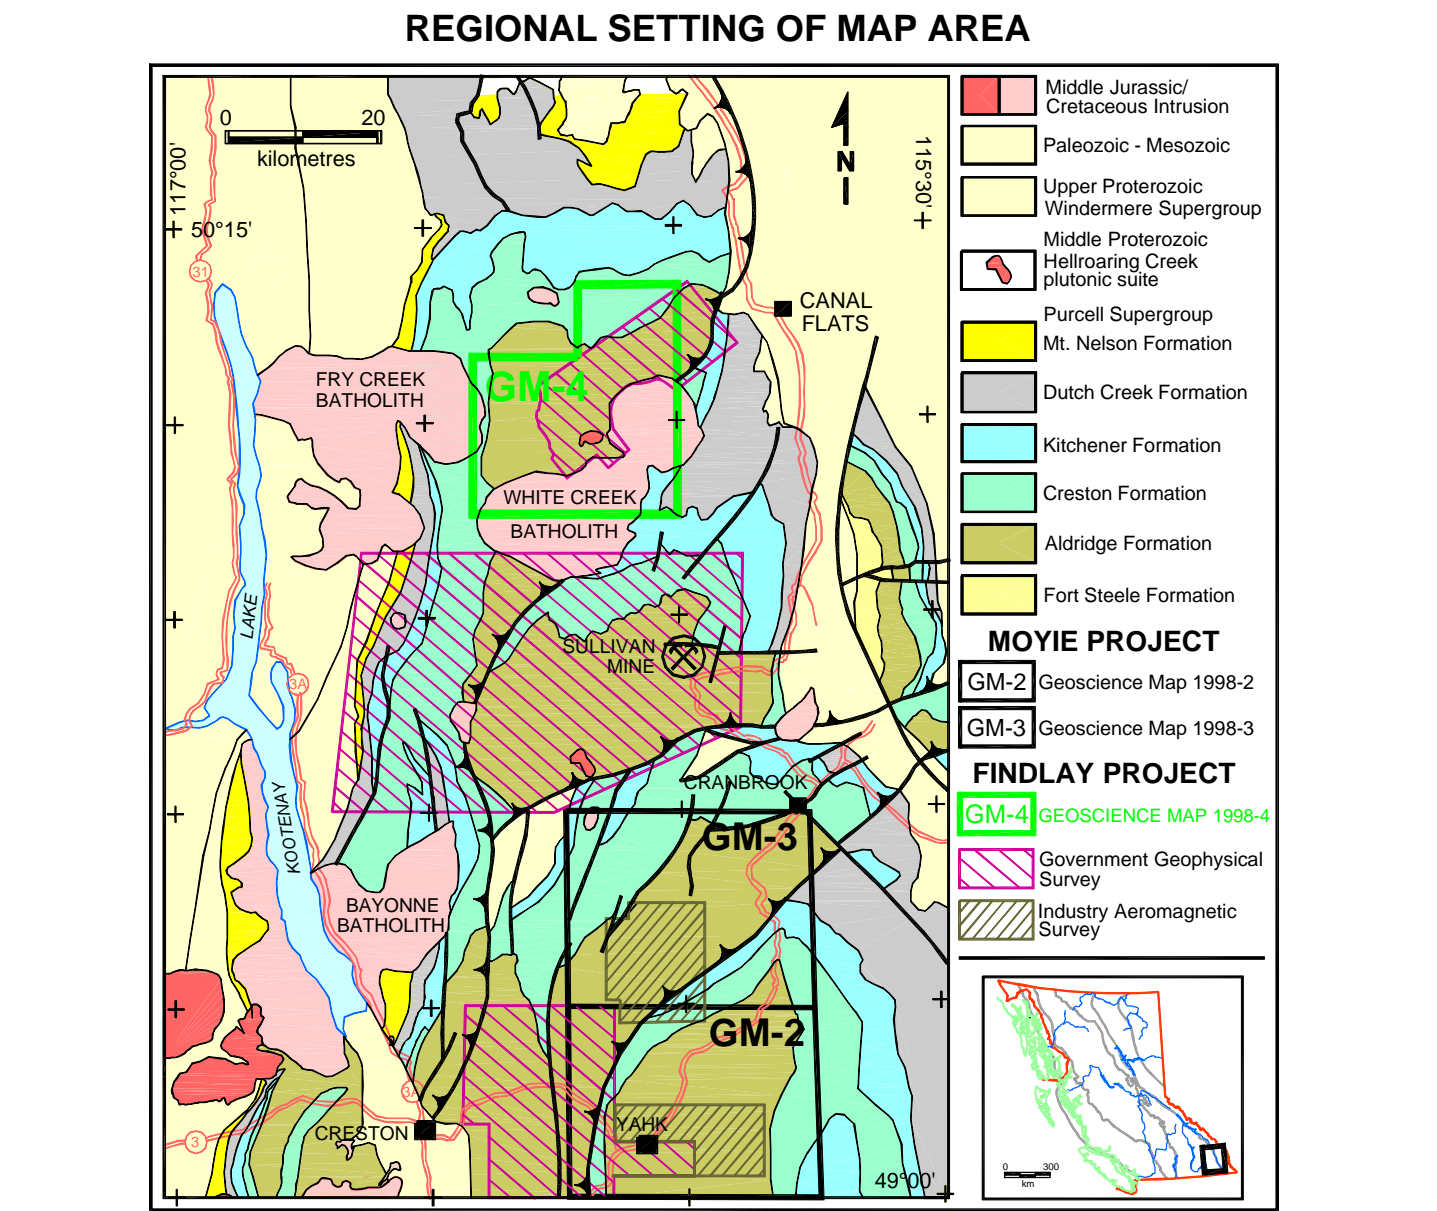 REGIONAL SETTING OF MAP AREA
0 20
kilometres
117°00'
50°15'
N
115°30'
31
CANAL
FLATS
FRY CREEK
BATHOLITH
GM-4
WHITE CREEK
BATHOLITH
LAKE
SULLIVAN
MINE
3A
KOOTENAY
CRANBROOK
GM-3
BAYONNE
BATHOLITH
GM-2
3A
YAHK
3
CRESTON
49°00'
Middle Jurassic/
Cretaceous Intrusion
Paleozoic - Mesozoic
Upper Proterozoic
Windermere Supergroup
Middle Proterozoic
Hellroaring Creek
plutonic suite
Purcell Supergroup
Mt. Nelson Formation
Dutch Creek Formation
Kitchener Formation
Creston Formation
Aldridge Formation
Fort Steele Formation
MOYIE PROJECT
GM-2 Geoscience Map 1998-2
GM-3 Geoscience Map 1998-3
FINDLAY PROJECT
GM-4 GEOSCIENCE MAP 1998-4
Government Geophysical
Survey
Industry Aeromagnetic
Survey
0 300
km